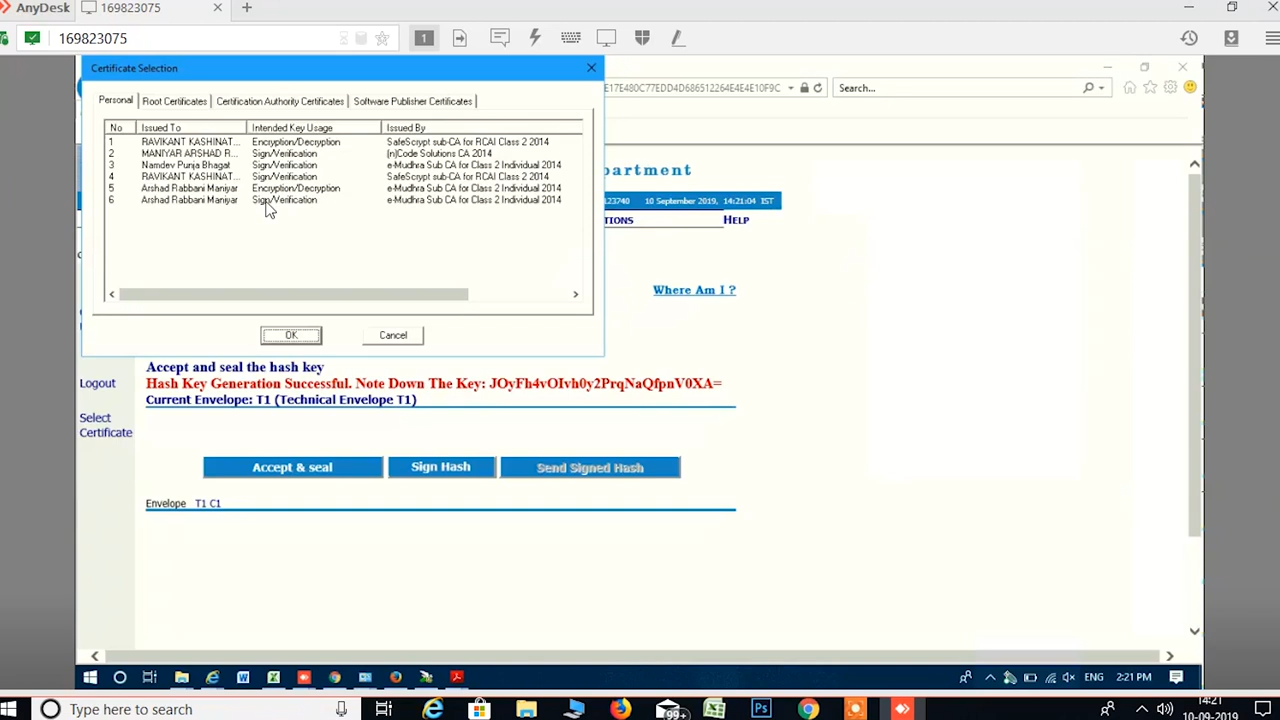 AnyDesk 169823075
169823075 1
Certificate Selection
Personal Root Certificates Certification Authority Certificates Software Publisher Certificates
E17E480C77EDD4D686512264E4E4E10F9C Search...
No Issued To Intended Key Usage Issued By
1 RAVIKANT KASHINAT... Encryption/Decryption SafeScrypt sub-CA for RCAI Class 2 2014
2 MANIYAR ARSHAD R... Sign/Verification (n)Code Solutions CA 2014
3 Namdev Punja Bhagat Sign/Verification e-Mudhra Sub CA for Class 2 Individual 2014
4 RAVIKANT KASHINAT... Sign/Verification SafeScrypt sub-CA for RCAI Class 2 2014
5 Arshad Rabbani Maniyar Encryption/Decryption e-Mudhra Sub CA for Class 2 Individual 2014
6 Arshad Rabbani Maniyar Sign/Verification e-Mudhra Sub CA for Class 2 Individual 2014
OK Cancel
partment
123740 10 September 2019, 14:21:04 IST
TIONS HELP
Where Am I ?
Accept and seal the hash key
Hash Key Generation Successful. Note Down The Key: JOyFh4vOIvh0y2PrqNaQfpnV0XA=
Current Envelope: T1 (Technical Envelope T1)
Logout
Select
Certificate
Accept & seal Sign Hash Send Signed Hash
Envelope T1 C1
ENG 2:21 PM
Type here to search 99+ 14:21
10-09-2019